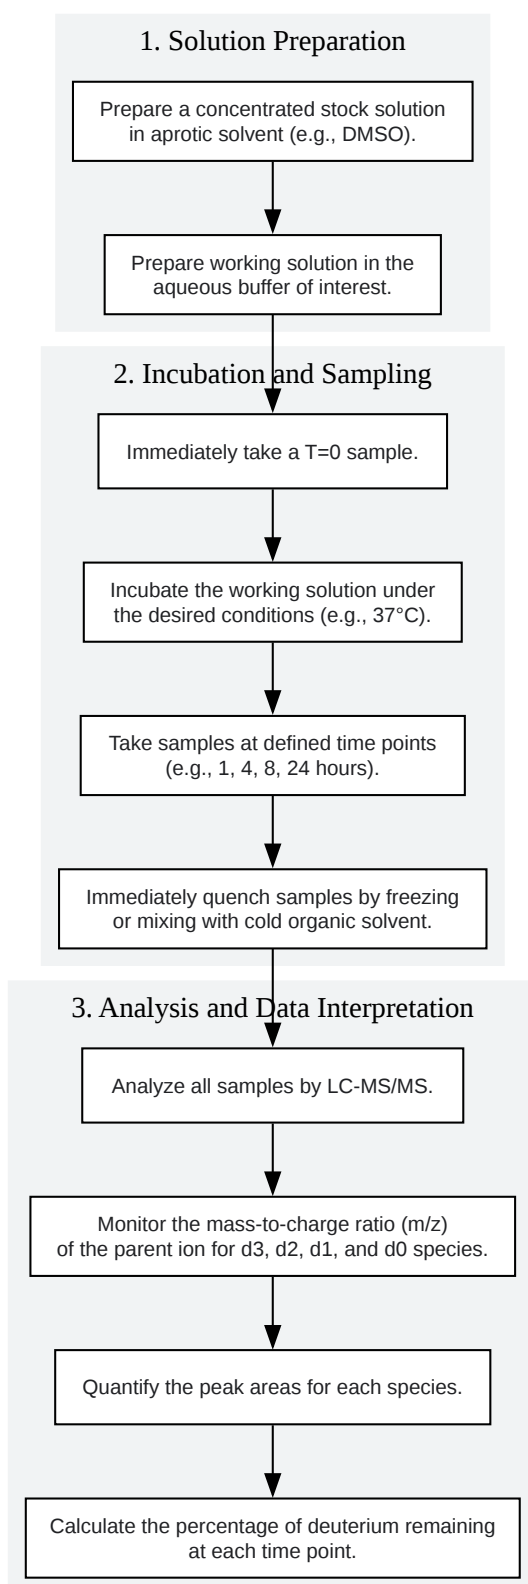 1. Solution Preparation
Prepare a concentrated stock solution
in aprotic solvent (e.g., DMSO).
Prepare working solution in the
aqueous buffer of interest.
2. Incubation and Sampling
Immediately take a T=0 sample.
Incubate the working solution under
the desired conditions (e.g., 37°C).
Take samples at defined time points
(e.g., 1, 4, 8, 24 hours).
Immediately quench samples by freezing
or mixing with cold organic solvent.
3. Analysis and Data Interpretation
Analyze all samples by LC-MS/MS.
Monitor the mass-to-charge ratio (m/z)
of the parent ion for d3, d2, d1, and d0 species.
Quantify the peak areas for each species.
Calculate the percentage of deuterium remaining
at each time point.